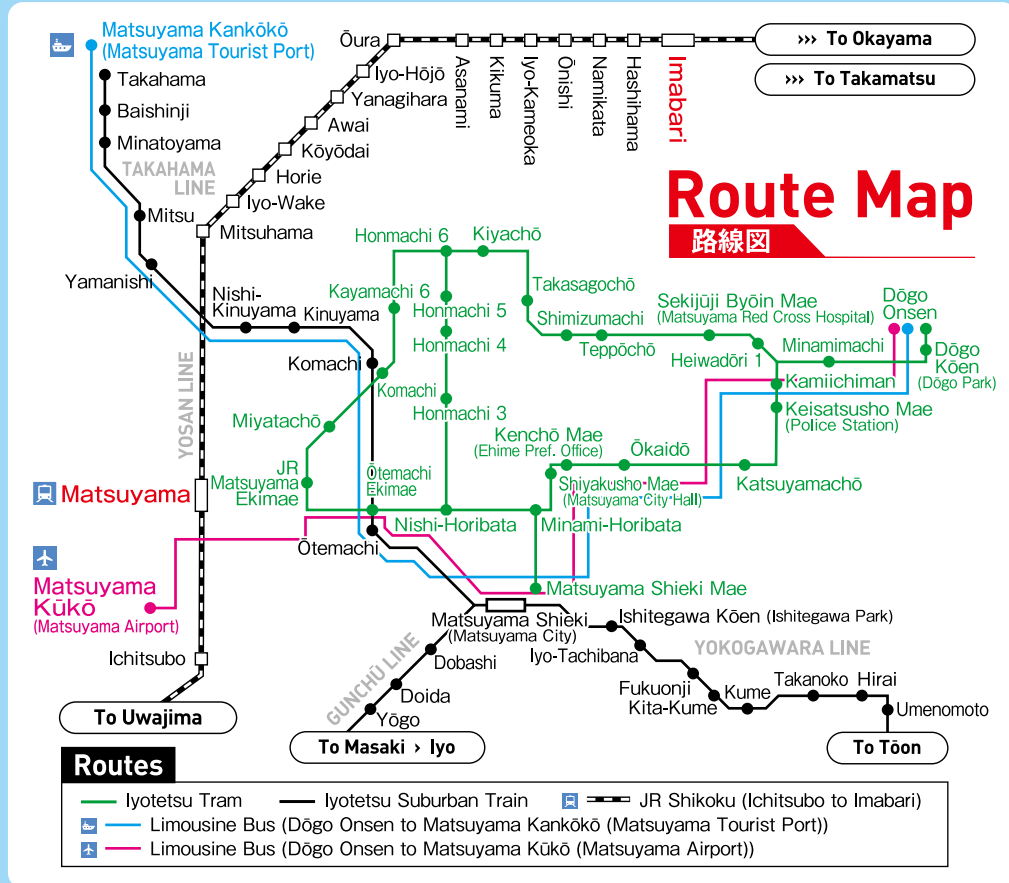 Matsuyama Kankōkō
(Matsuyama Tourist Port)
Takahama
Baishinji
Minatoyama
TAKAHAMA
LINE
Mitsu
Yamanishi
Nishi-
Kinuyama
Kinuyama
Komachi
Ōtemachi
Ōura
Iyo-Hōjō
Yanagihara
Awai
Kōyōdai
Horie
Iyo-Wake
Mitsuhama
Asanami
Kikuma
Iyo-Kameoka
Ōnishi
Namikata
Hashihama
Imabari
››› To Okayama
››› To Takamatsu
Route Map
路線図
YOSAN LINE
Matsuyama
Matsuyama
Kūkō
(Matsuyama Airport)
Ichitsubo
To Uwajima
Honmachi 6
Kiyachō
Kayamachi 6
Honmachi 5
Honmachi 4
Honmachi 3
Komachi
Miyatachō
JR
Matsuyama
Ekimae
Ōtemachi
Ekimae
Nishi-Horibata
Takasagochō
Shimizumachi
Teppōchō
Sekijūji Byōin Mae
(Matsuyama Red Cross Hospital)
Heiwadōri 1
Minamimachi
Dōgo
Onsen
Dōgo
Kōen
(Dōgo Park)
Kamiichiman
Keisatsusho Mae
(Police Station)
Katsuyamachō
Ōkaidō
Kenchō Mae
(Ehime Pref. Office)
Shiyakusho Mae
(Matsuyama City Hall)
Minami-Horibata
Matsuyama Shieki Mae
Matsuyama Shieki
(Matsuyama City)
GUNCHŪ LINE
Dobashi
Doida
Yōgo
To Masaki › Iyo
Ishitegawa Kōen (Ishitegawa Park)
Iyo-Tachibana
YOKOGAWARA LINE
Fukuonji
Kita-Kume
Kume
Takanoko
Hirai
Umenomoto
To Tōon
Routes
Iyotetsu Tram
Iyotetsu Suburban Train
JR Shikoku (Ichitsubo to Imabari)
Limousine Bus (Dōgo Onsen to Matsuyama Kankōkō (Matsuyama Tourist Port))
Limousine Bus (Dōgo Onsen to Matsuyama Kūkō (Matsuyama Airport))